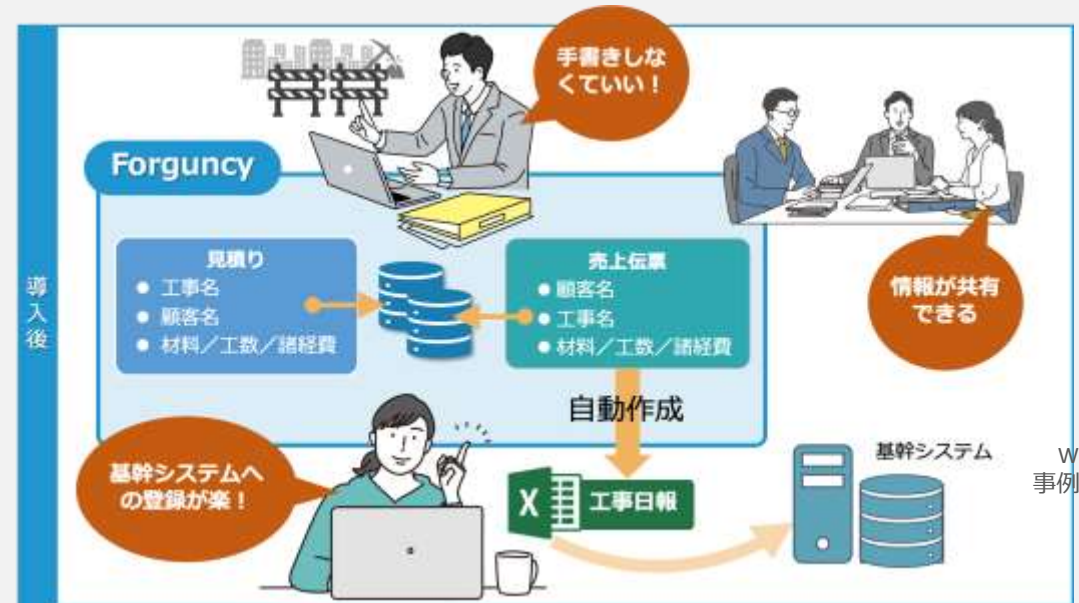 導入後
手書きしな
くていい！
Forguncy
見積り
● 工事名
● 顧客名
● 材料／工数／諸経費
売上伝票
● 顧客名
● 工事名
● 材料／工数／諸経費
情報が共有
できる
自動作成
基幹システムへ
の登録が楽！
X 工事日報
基幹システム
W
事例